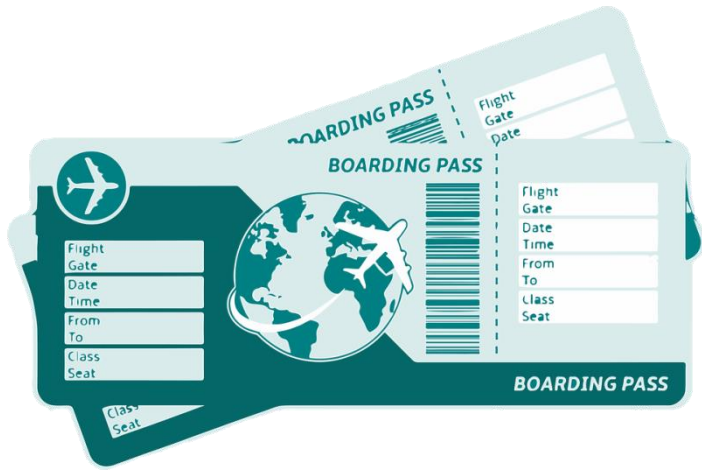 BOARDING PASS
Flight
Gate
Date
BOARDING PASS
Flight
Gate
Date
Time
From
To
Class
Seat
Flight
Gate
Date
Time
From
To
Class
Seat
BOARDING PASS
Class
Seat